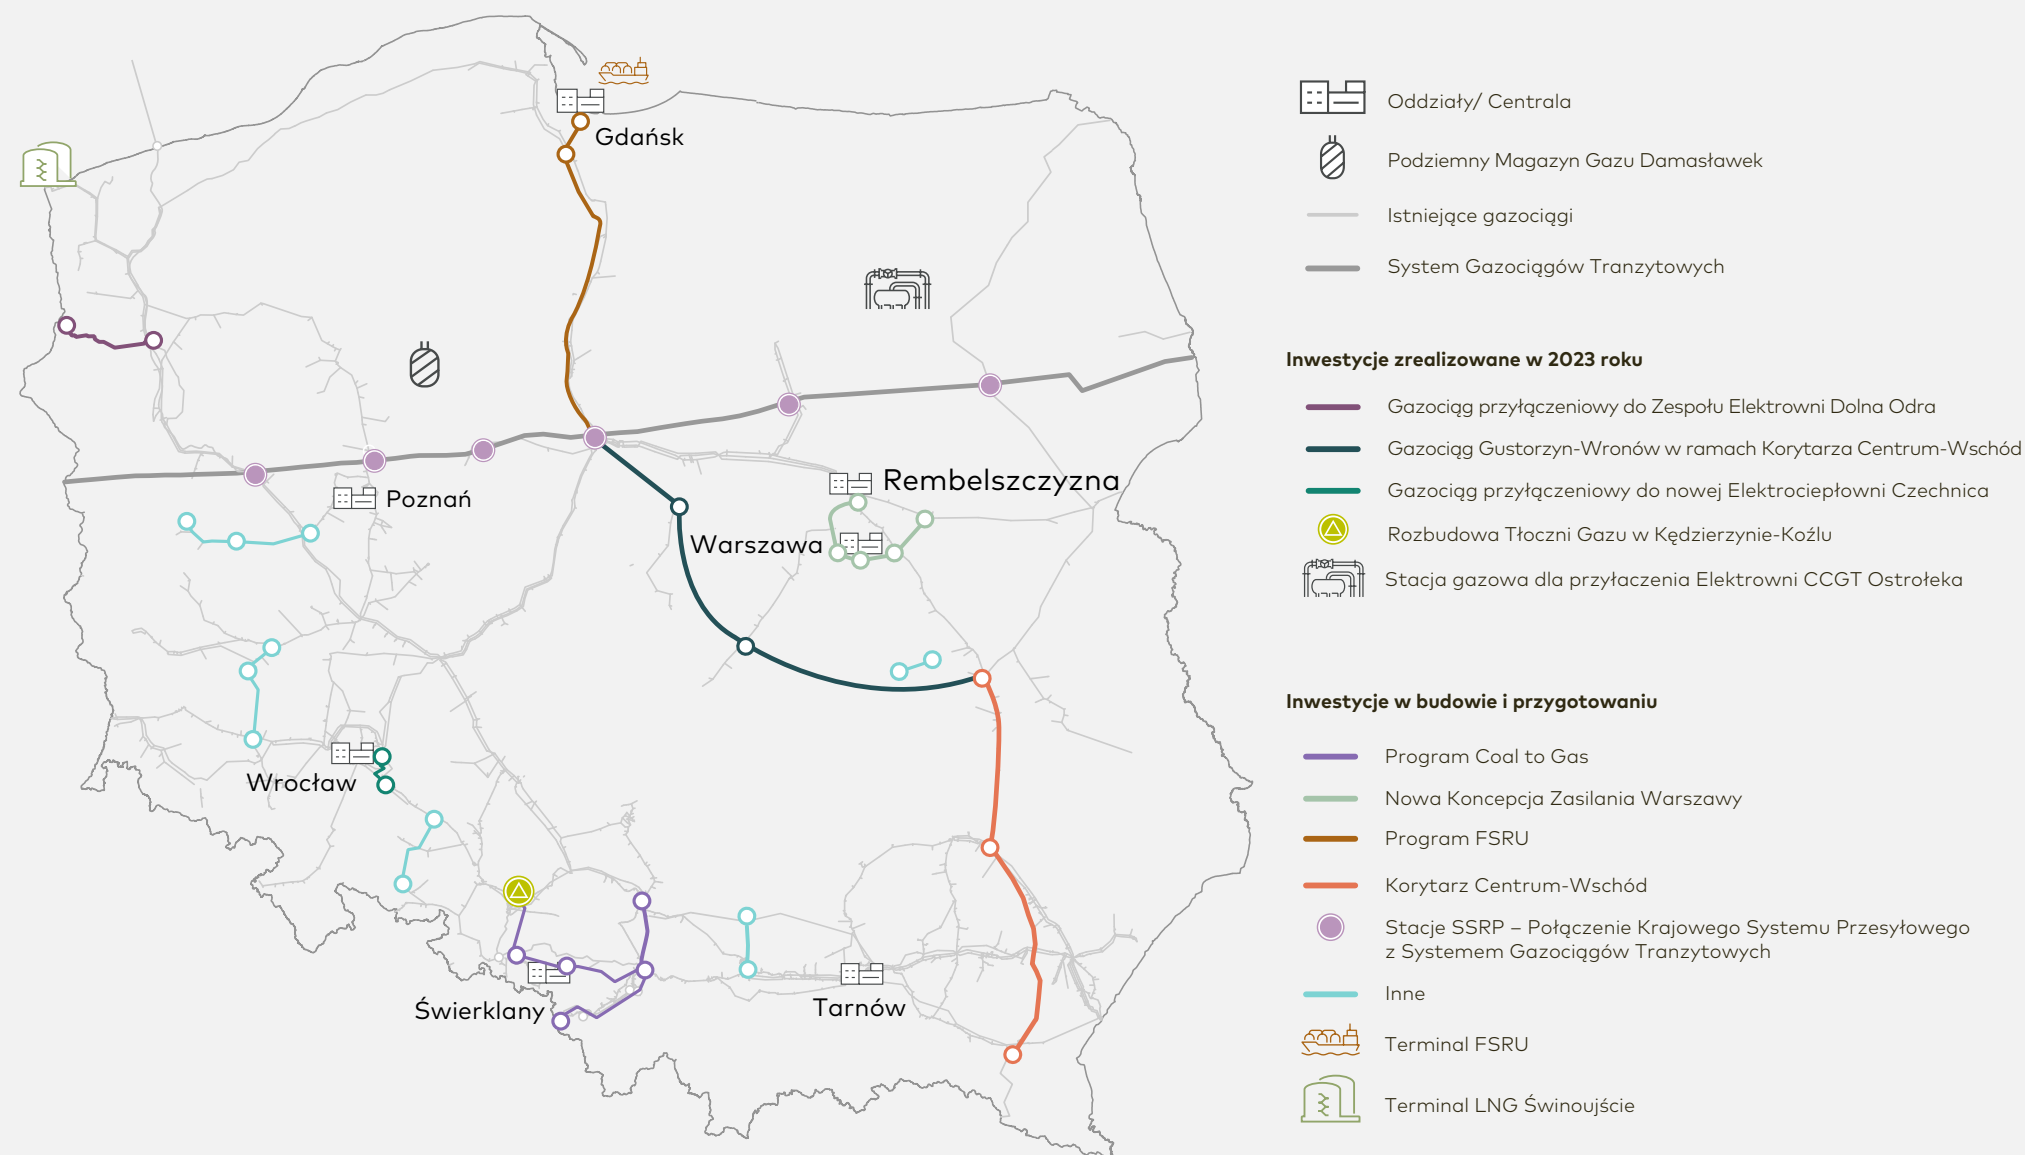 Gdańsk
Rembelszczyzna
Poznań
Warszawa
Wrocław
Świerklany
Tarnów
Oddziały/ Centrala
Podziemny Magazyn Gazu Damasławek
Istniejące gazociągi
System Gazociągów Tranzytowych
Inwestycje zrealizowane w 2023 roku
Gazociąg przyłączeniowy do Zespołu Elektrowni Dolna Odra
Gazociąg Gustorzyn-Wronów w ramach Korytarza Centrum-Wschód
Gazociąg przyłączeniowy do nowej Elektrociepłowni Czechnica
Rozbudowa Tłoczni Gazu w Kędzierzynie-Koźlu
Stacja gazowa dla przyłaczenia Elektrowni CCGT Ostrołeka
Inwestycje w budowie i przygotowaniu
Program Coal to Gas
Nowa Koncepcja Zasilania Warszawy
Program FSRU
Korytarz Centrum-Wschód
Stacje SSRP – Połączenie Krajowego Systemu Przesyłowego
z Systemem Gazociągów Tranzytowych
Inne
Terminal FSRU
Terminal LNG Świnoujście